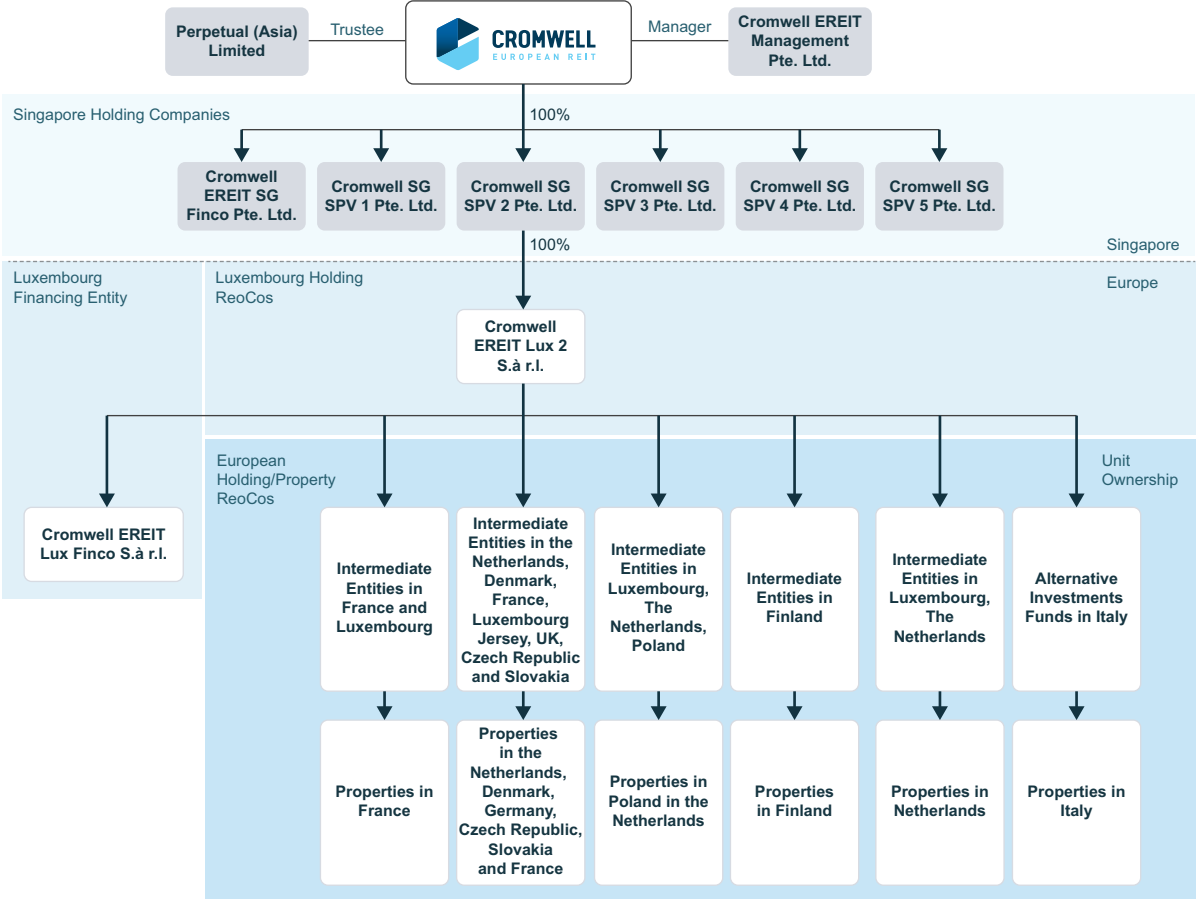 Perpetual (Asia)
Limited
Trustee
CROMWELL
EUROPEAN REIT
Manager
Cromwell EREIT
Management
Pte. Ltd.
Singapore Holding Companies
100%
Cromwell
EREIT SG
Finco Pte. Ltd.
Cromwell SG
SPV 1 Pte. Ltd.
Cromwell SG
SPV 2 Pte. Ltd.
Cromwell SG
SPV 3 Pte. Ltd.
Cromwell SG
SPV 4 Pte. Ltd.
Cromwell SG
SPV 5 Pte. Ltd.
100%
Singapore
Luxembourg
Financing Entity
Luxembourg Holding
ReoCos
Europe
Cromwell
EREIT Lux 2
S.à r.l.
European
Holding/Property
ReoCos
Unit
Ownership
Cromwell EREIT
Lux Finco S.à r.l.
Intermediate
Entities in
France and
Luxembourg
Intermediate
Entities in the
Netherlands,
Denmark,
France,
Luxembourg
Jersey, UK,
Czech Republic
and Slovakia
Intermediate
Entities in
Luxembourg,
The
Netherlands,
Poland
Intermediate
Entities in
Finland
Intermediate
Entities in
Luxembourg,
The
Netherlands
Alternative
Investments
Funds in Italy
Properties in
France
Properties
in the
Netherlands,
Denmark,
Germany,
Czech Republic,
Slovakia
and France
Properties in
Poland in the
Netherlands
Properties
in Finland
Properties in
Netherlands
Properties in
Italy